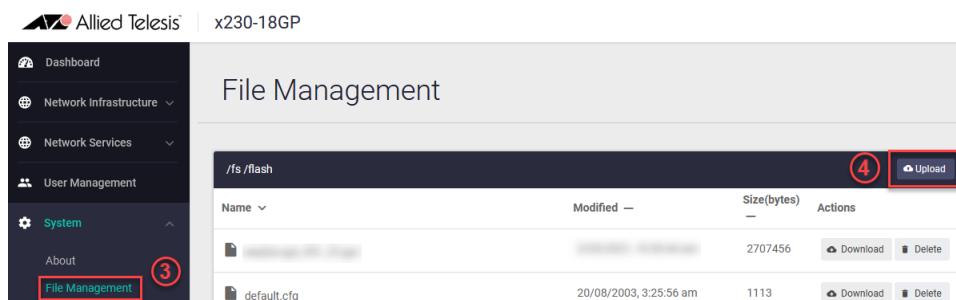 Allied Telesis x230-18GP
Dashboard
Network Infrastructure
Network Services
User Management
System
About
3
File Management
File Management
/fs /flash
4
Upload
Name Modified — Size(bytes) — Actions
2707456 Download Delete
default.cfg 20/08/2003, 3:25:56 am 1113 Download Delete